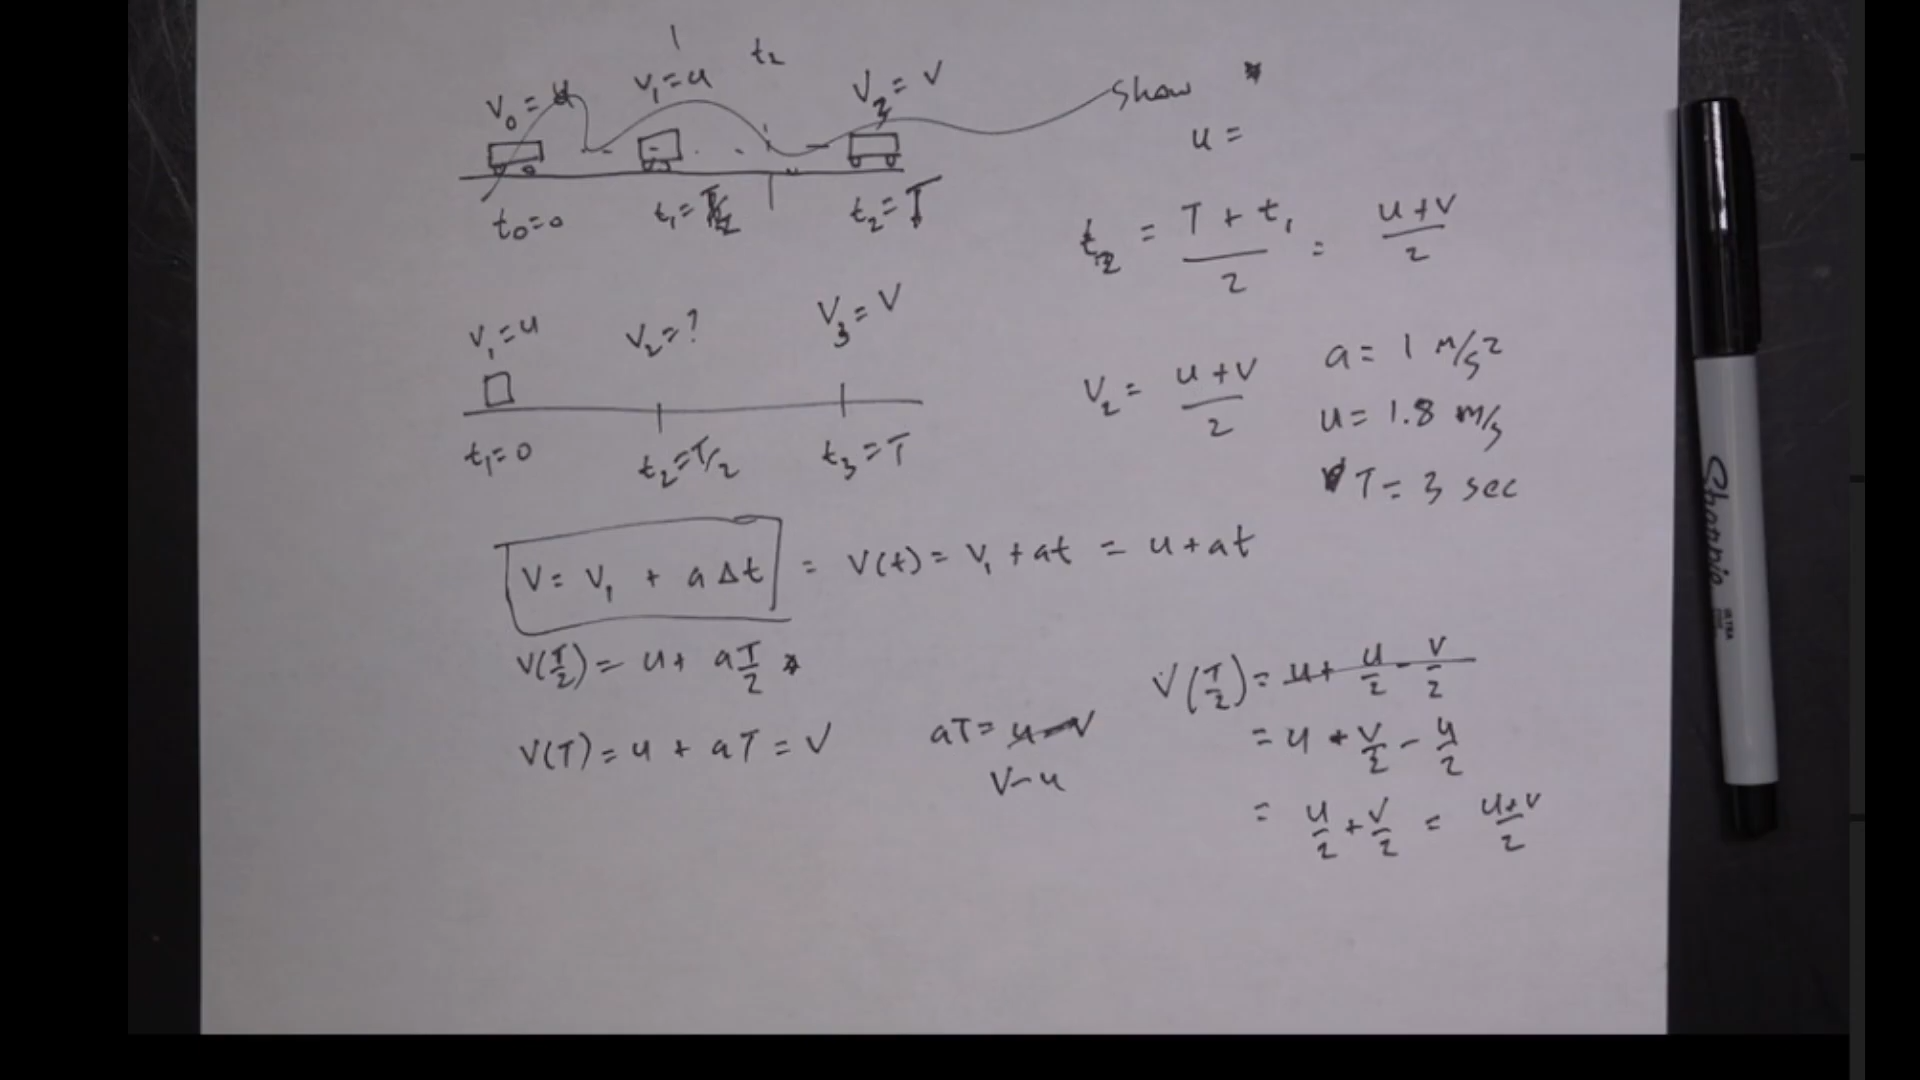 t₂
V₀ = u V₁ = u V₃ = V Show *
u =
t₀ = 0 t₁ = T/2 t₂ = T
t₂ = (T + t₁)/2 = (u + v)/2
V₁ = u V₂ = ? V₃ = V
t₁ = 0 t₂ = T/2 t₃ = T
V₂ = (u + v)/2
a = 1 m/s²
u = 1.8 m/s
T = 3 sec
V = V₁ + a Δt = V(t) = V₁ + at = u + at
V(T/2) = u + a T/2 *
V(T) = u + aT = V
aT = u - v
V - u
V(T/2) = u + u/2 - v/2
= u + v/2 - u/2
= u/2 + v/2 = (u+v)/2
Sharpie
ULTRA